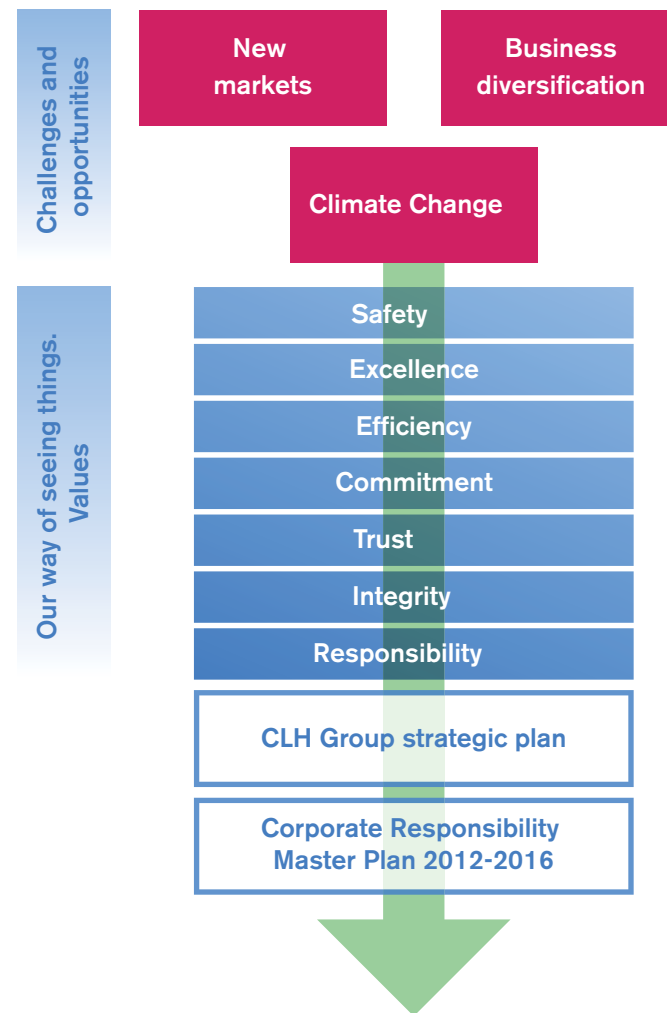 Challenges and
opportunities
New
markets
Business
diversification
Climate Change
Our way of seeing things.
Values
Safety
Excellence
Efficiency
Commitment
Trust
Integrity
Responsibility
CLH Group strategic plan
Corporate Responsibility
Master Plan 2012-2016